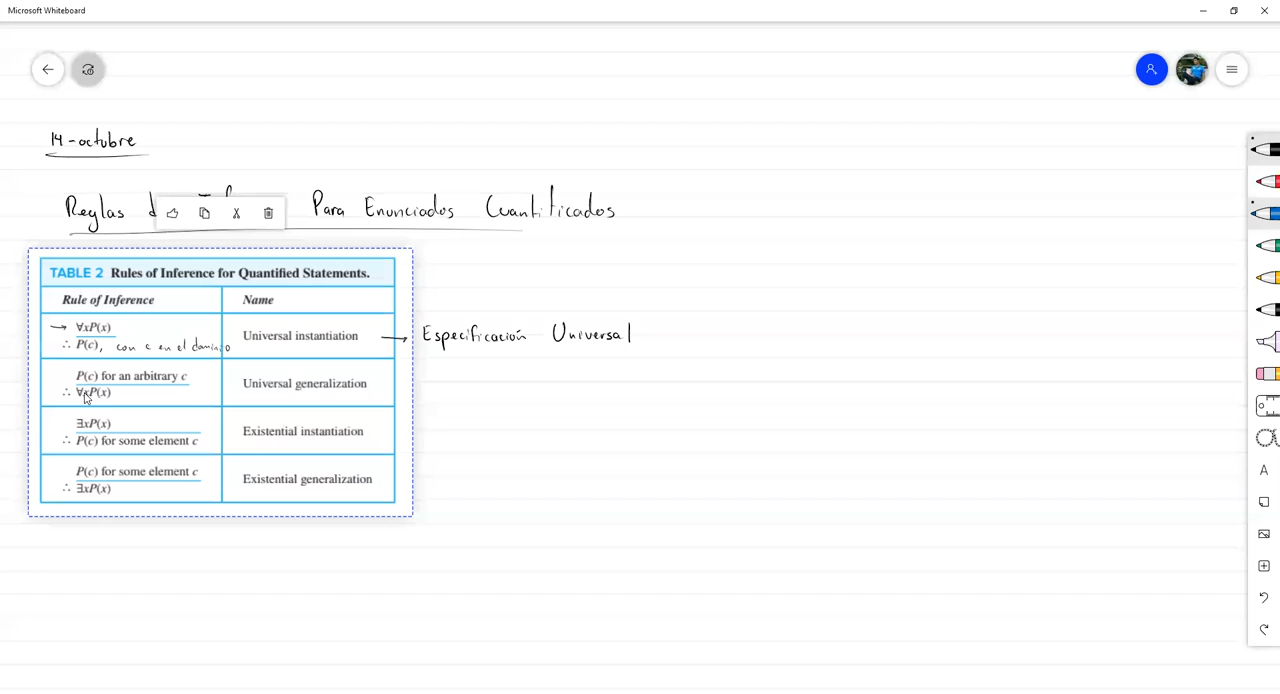 Microsoft Whiteboard
14-octubre
Reglas Para Enunciados Cuantificados
TABLE 2 Rules of Inference for Quantified Statements.
Rule of Inference Name
→ ∀xP(x)
∴ P(c), con c en el dominio
Universal instantiation → Especificación Universal
P(c) for an arbitrary c
∴ ∀xP(x)
Universal generalization
∃xP(x)
∴ P(c) for some element c
Existential instantiation
P(c) for some element c
∴ ∃xP(x)
Existential generalization
A